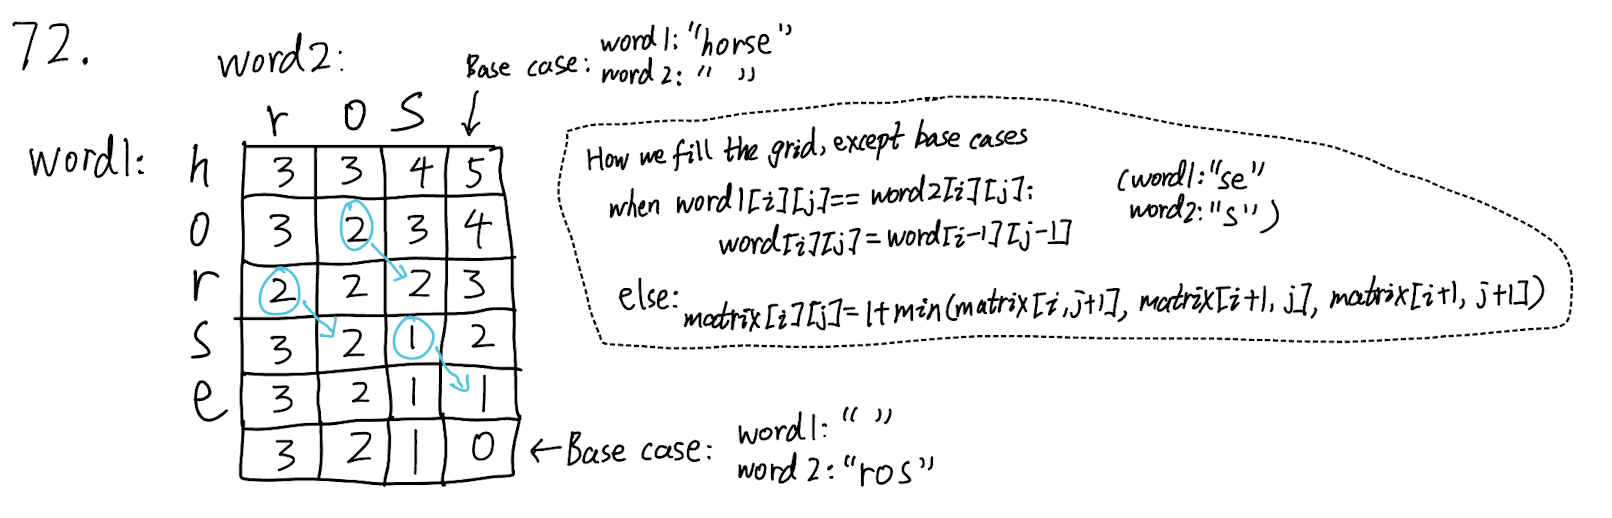 72.
word2:
Base case: word1: "horse"
word2: " "
r o s
word1: h 3 3 4 5
o 3 2 3 4
r 2 2 2 3
s 3 2 1 2
e 3 2 1 1
3 2 1 0
How we fill the grid, except base cases
when word1[i][j]== word2[i][j]:
word[i][j]=word[i-1][j-1]
(word1:"se"
word2:"s")
else:
matrix[i][j]=1+min(matrix[i,j+1], matrix[i+1, j], matrix[i+1, j+1])
←Base case: word1: " "
word2: "ros"